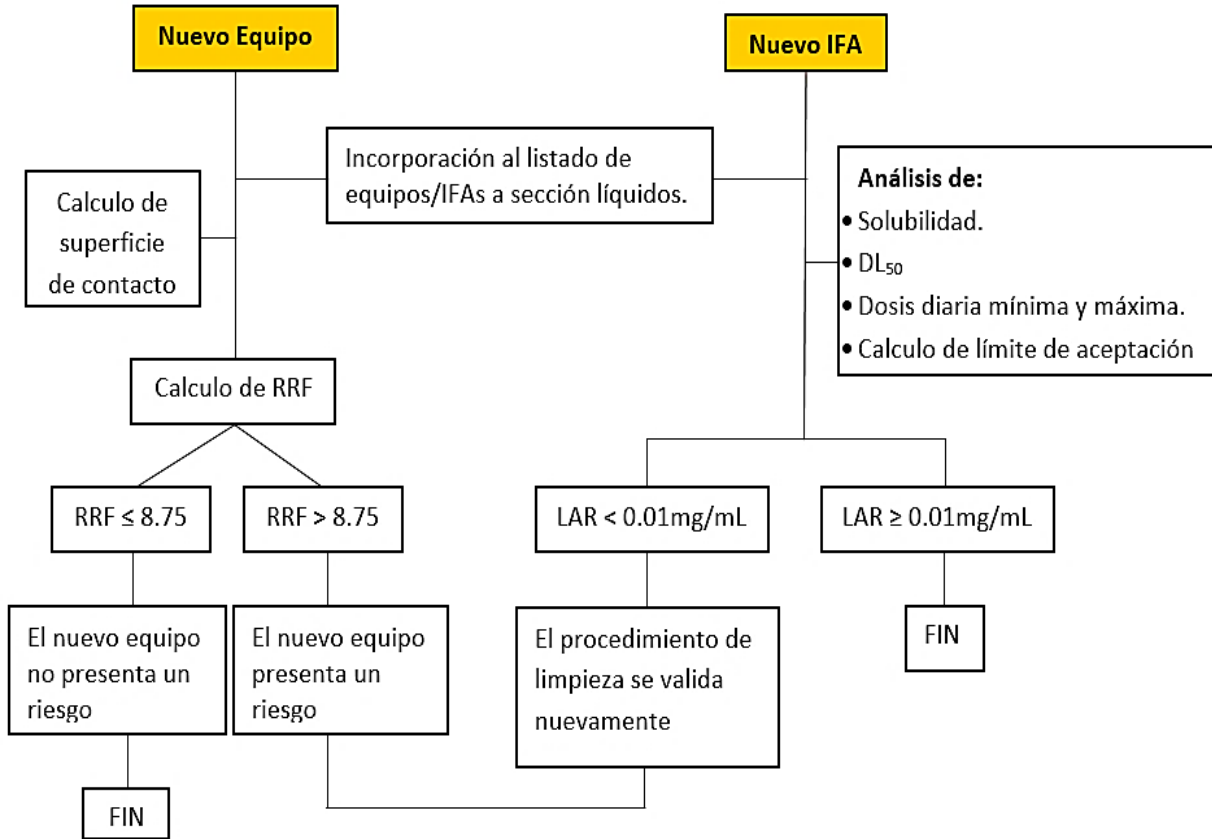 Nuevo Equipo
Nuevo IFA
Incorporación al listado de
equipos/IFAs a sección líquidos.
Calculo de
superficie
de contacto
Análisis de:
• Solubilidad.
• DL₅₀
• Dosis diaria mínima y máxima.
• Calculo de límite de aceptación
Calculo de RRF
RRF ≤ 8.75
RRF > 8.75
LAR < 0.01mg/mL
LAR ≥ 0.01mg/mL
El nuevo equipo
no presenta un
riesgo
El nuevo equipo
presenta un
riesgo
El procedimiento de
limpieza se valida
nuevamente
FIN
FIN